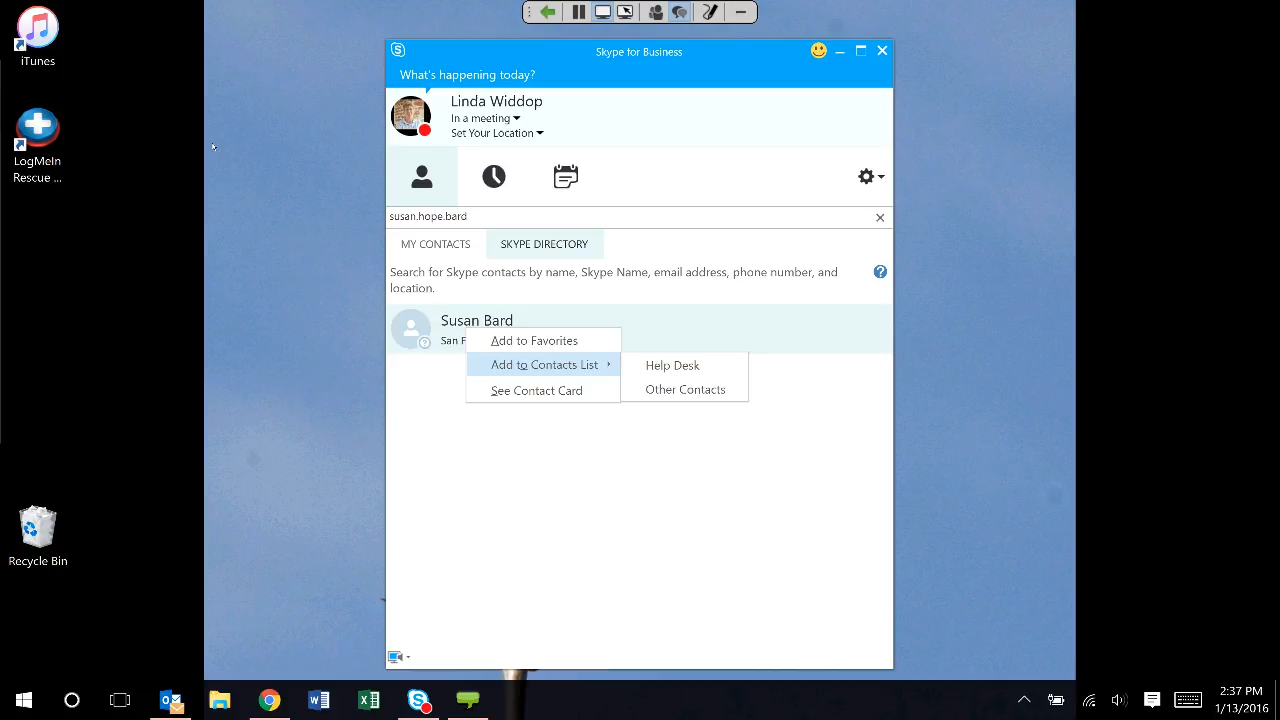 iTunes
LogMeIn
Rescue ...
Recycle Bin
Skype for Business
What's happening today?
Linda Widdop
In a meeting
Set Your Location
susan.hope.bard
MY CONTACTS
SKYPE DIRECTORY
Search for Skype contacts by name, Skype Name, email address, phone number, and
location.
Susan Bard
San F
Add to Favorites
Add to Contacts List
See Contact Card
Help Desk
Other Contacts
2:37 PM
1/13/2016